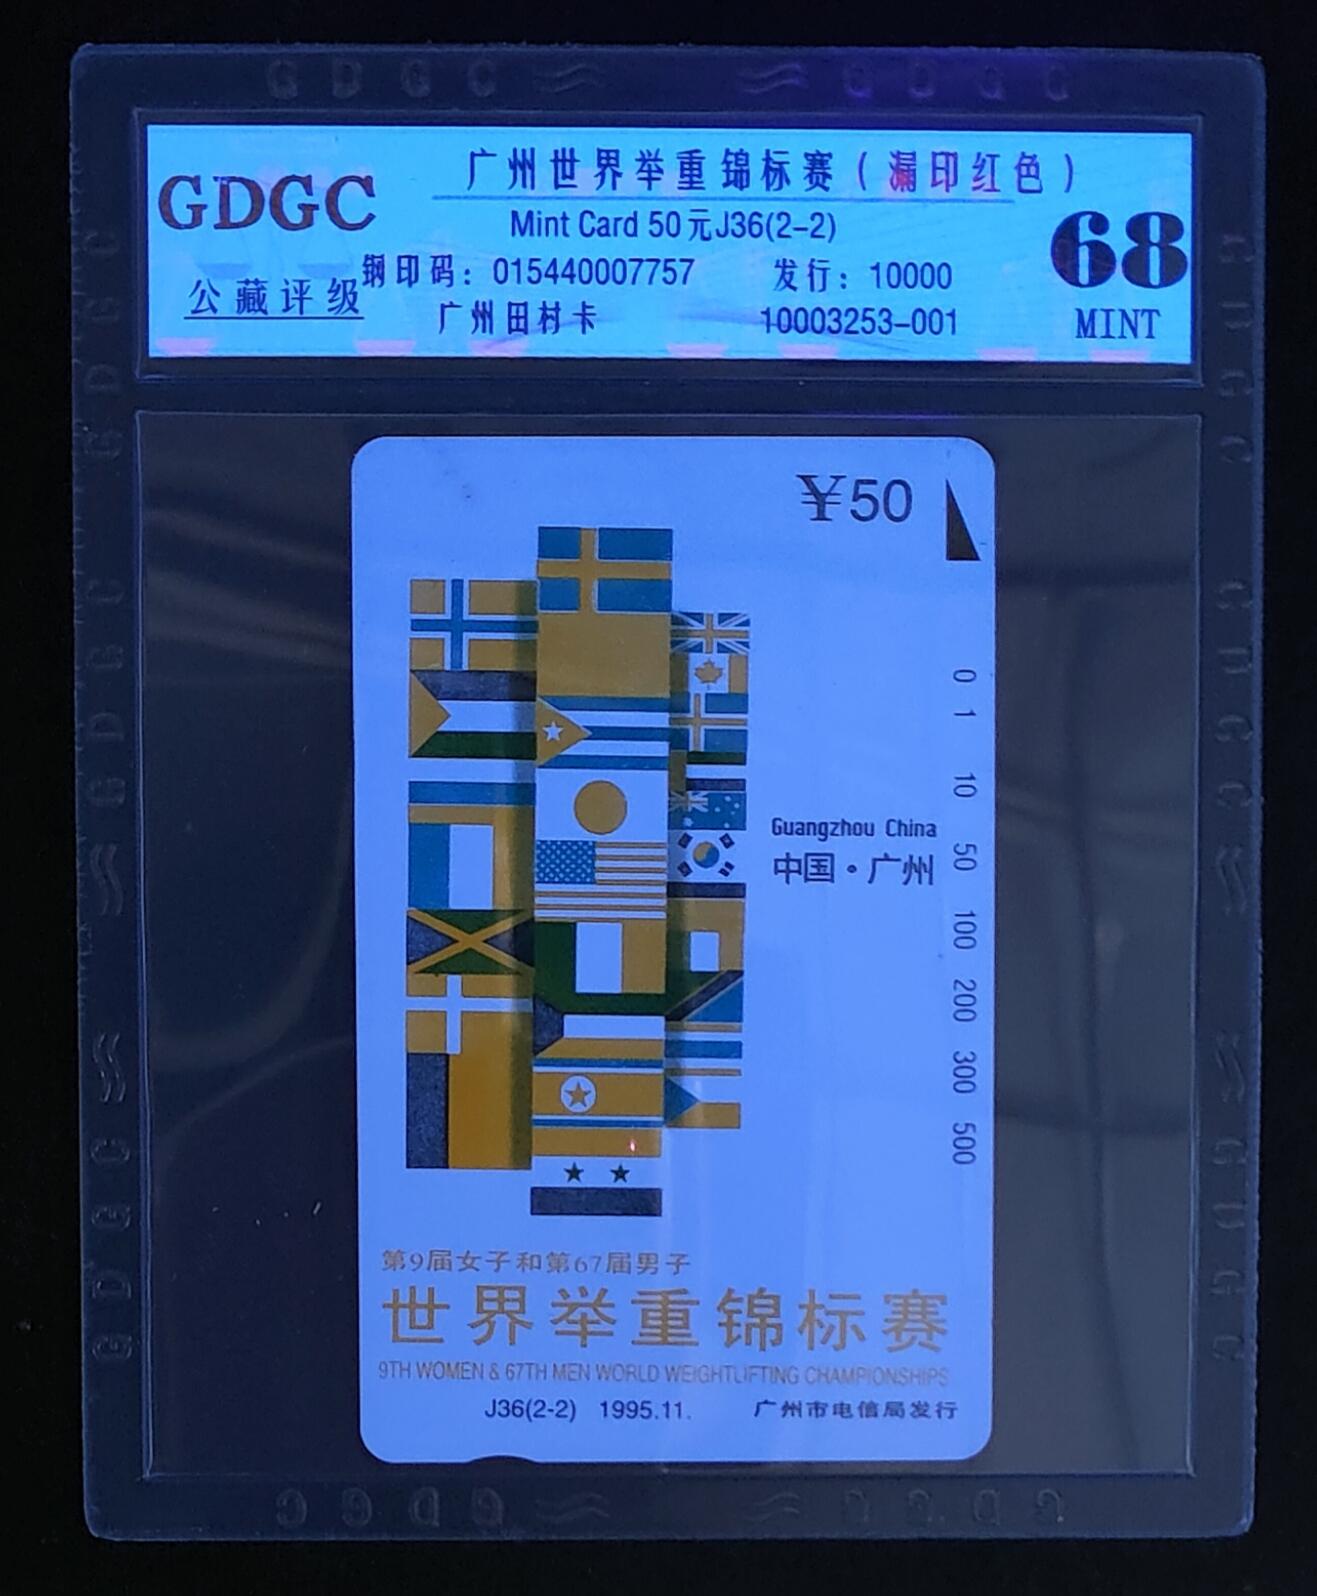 GDGC
GDGC
广州世界举重锦标赛（漏印红色）
GDGC
Mint Card 50元J36(2-2)
68
钢印码：015440007757
发行：10000
公藏评级
广州田村卡
10003253-001
MINT
¥50
0
1
10
50
100
200
300
500
Guangzhou China
中国·广州
第9届女子和第67届男子
世界举重锦标赛
9TH WOMEN & 67TH MEN WORLD WEIGHTLIFTING CHAMPIONSHIPS
J36(2-2) 1995.11. 广州市电信局发行
GDGC
GDGC